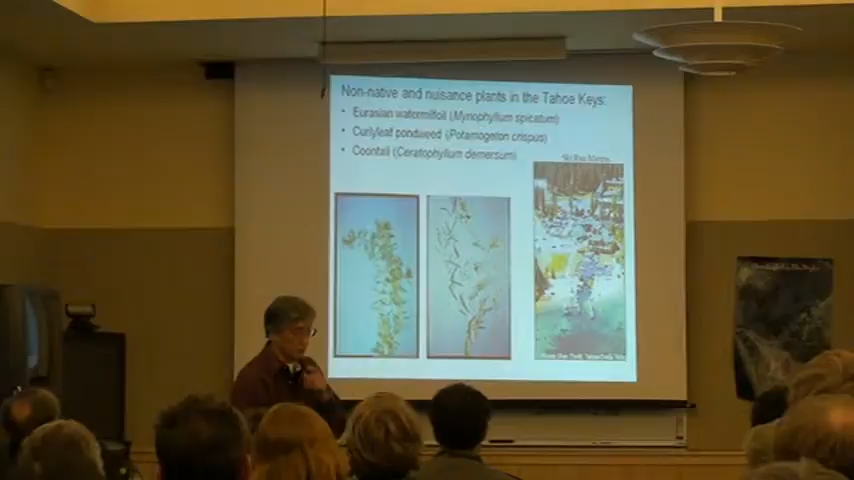 Non-native and nuisance plants in the Tahoe Keys:
• Eurasian watermilfoil (Myriophyllum spicatum)
• Curlyleaf pondweed (Potamogeton crispus)
• Coontail (Ceratophyllum demersum)